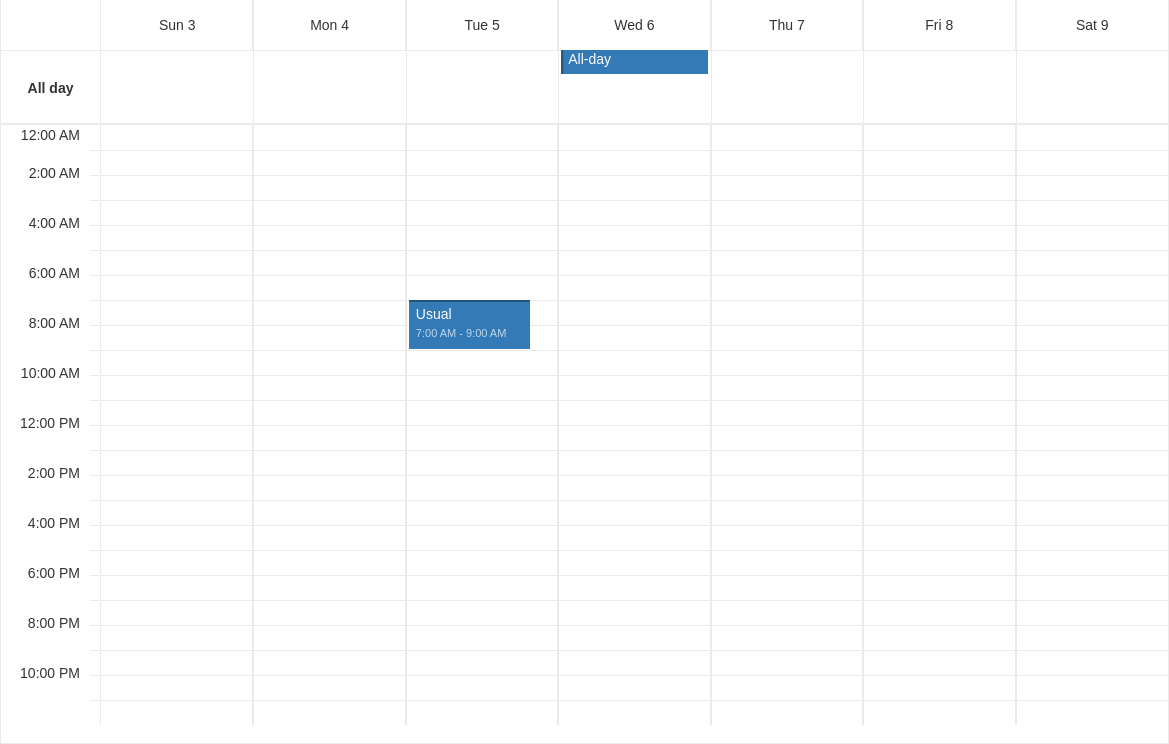 Sun 3
Mon 4
Tue 5
Wed 6
Thu 7
Fri 8
Sat 9
All day
All-day
12:00 AM
2:00 AM
4:00 AM
6:00 AM
Usual
7:00 AM - 9:00 AM
8:00 AM
10:00 AM
12:00 PM
2:00 PM
4:00 PM
6:00 PM
8:00 PM
10:00 PM